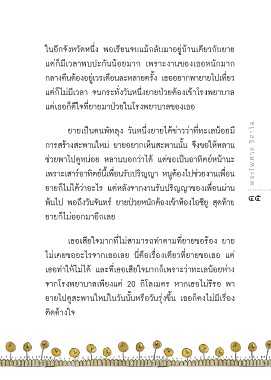 ในอีกจังหวัดหนึ่ง พอเรียนจบแม้กลับมาอยู่บ้านเดียวกับยาย
แต่ก็มีเวลาพบปะกันน้อยมาก เพราะงานของเธอหนักมาก
กลางคืนต้องอยู่เวรเดือนละหลายครั้ง เธออยากพายายไปเที่ยว
แต่ก็ไม่มีเวลา จนกระทั่งวันหนึ่งยายป่วยต้องเข้าโรงพยาบาล
แต่เธอก็ดีใจที่ยายมาป่วยในโรงพยาบาลของเธอ
ยายเป็นคนพัทลุง วันหนึ่งยายได้ข่าวว่าที่ทะเลน้อยมี
การสร้างสะพานใหม่ ยายอยากเห็นสะพานนั้น จึงขอให้หลาน
ช่วยพาไปดูหน่อย หลานบอกว่าได้ แต่ขอเป็นอาทิตย์หน้านะ
เพราะเสาร์อาทิตย์นี้เพื่อนรับปริญญา หนูต้องไปช่วยงานเพื่อน
ยายก็ไม่ได้ว่าอะไร แต่หลังจากงานรับปริญญาของเพื่อนผ่าน
พ้นไป พอถึงวันจันทร์ ยายป่วยหนักต้องเข้าห้องไอซียู สุดท้าย
ยายก็ไม่ออกมาอีกเลย
เธอเสียใจมากที่ไม่สามารถทำตามที่ยายขอร้อง ยาย
ไม่เคยขออะไรจากเธอเลย นี่คือเรื่องเดียวที่ยายขอเธอ แต่
เธอทำให้ไม่ได้ และที่เธอเสียใจมากก็เพราะว่าทะเลน้อยห่าง
จากโรงพยาบาลเพียงแค่ 20 กิโลเมตร หากเธอไม่รีรอ พา
ยายไปดูสะพานใหม่ในวันนั้นหรือวันรุ่งขึ้น เธอก็คงไม่มีเรื่อง
ติดค้างใจ
พระไพศาล วิสาโล